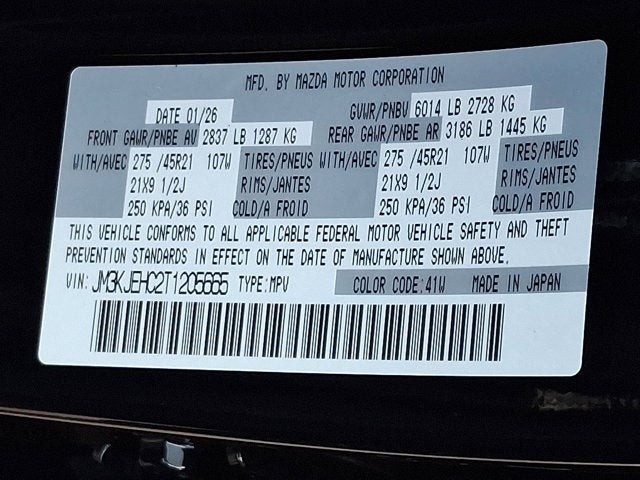 MFD. BY MAZDA MOTOR CORPORATION
DATE 01/26 GVWR/PNBV 6014 LB 2728 KG
FRONT GAWR/PNBE AV 2837 LB 1287 KG REAR GAWR/PNBE AR 3186 LB 1445 KG
WITH/AVEC 275 /45R21 107W TIRES/PNEUS WITH/AVEC 275 /45R21 107W TIRES/PNEUS
21X9 1/2J RIMS/JANTES 21X9 1/2J RIMS/JANTES
250 KPA/36 PSI COLD/A FROID 250 KPA/36 PSI COLD/A FROID
THIS VEHICLE CONFORMS TO ALL APPLICABLE FEDERAL MOTOR VEHICLE SAFETY AND THEFT
PREVENTION STANDARDS IN EFFECT ON THE DATE OF MANUFACTURE SHOWN ABOVE.
VIN: JM3KJEHC2T1205665 TYPE:MPV COLOR CODE:41W MADE IN JAPAN